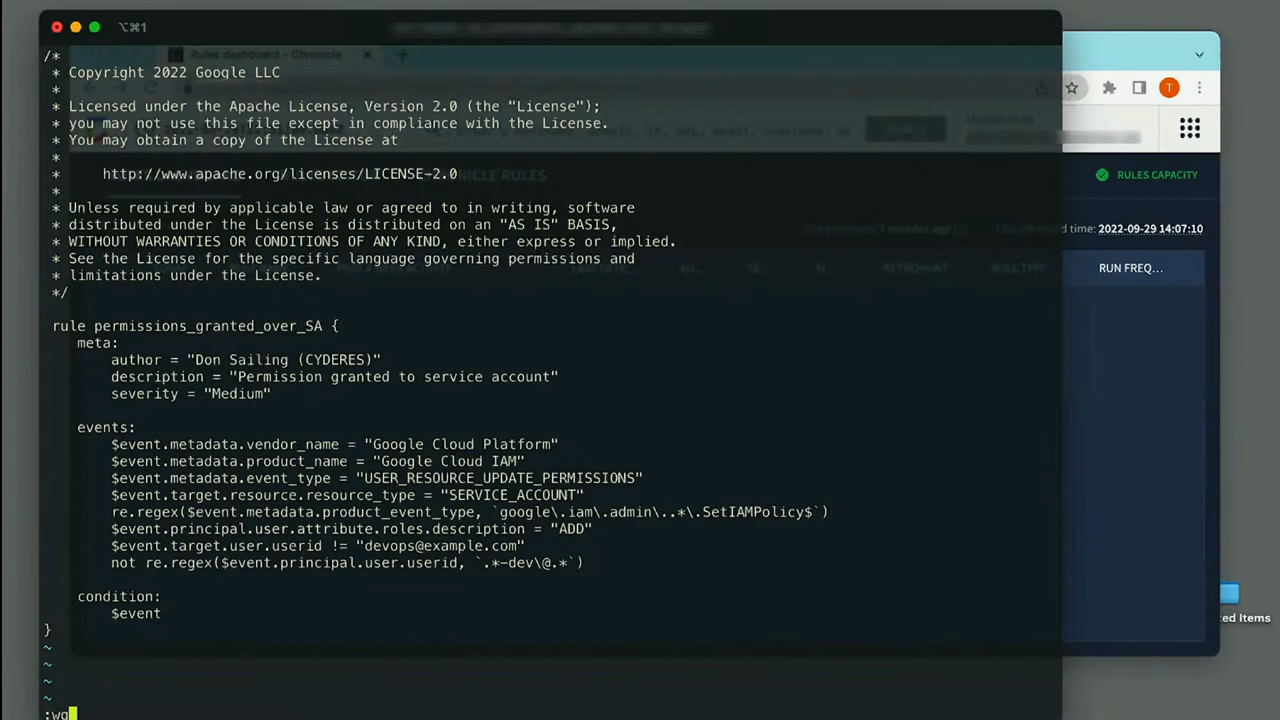 ⌥⌘1
Rules dashboard - Chronicle
/*
* Copyright 2022 Google LLC
*
* Licensed under the Apache License, Version 2.0 (the "License");
* you may not use this file except in compliance with the License.
* You may obtain a copy of the License at
*
* http://www.apache.org/licenses/LICENSE-2.0
*
* Unless required by applicable law or agreed to in writing, software
* distributed under the License is distributed on an "AS IS" BASIS,
* WITHOUT WARRANTIES OR CONDITIONS OF ANY KIND, either express or implied.
* See the License for the specific language governing permissions and
* limitations under the License.
*/
rule permissions_granted_over_SA {
meta:
author = "Don Sailing (CYDERES)"
description = "Permission granted to service account"
severity = "Medium"
events:
$event.metadata.vendor_name = "Google Cloud Platform"
$event.metadata.product_name = "Google Cloud IAM"
$event.metadata.event_type = "USER_RESOURCE_UPDATE_PERMISSIONS"
$event.target.resource.resource_type = "SERVICE_ACCOUNT"
re.regex($event.metadata.product_event_type, `google\.iam\.admin\..*\.SetIAMPolicy$`)
$event.principal.user.attribute.roles.description = "ADD"
$event.target.user.userid != "devops@example.com"
not re.regex($event.principal.user.userid, `.*-dev\@.*`)
condition:
$event
}
~
~
~
~
:wq
T
RULES CAPACITY
time: 2022-09-29 14:07:10
RETROHUNT
RULE TYPE
RUN FREQ…
ed Items